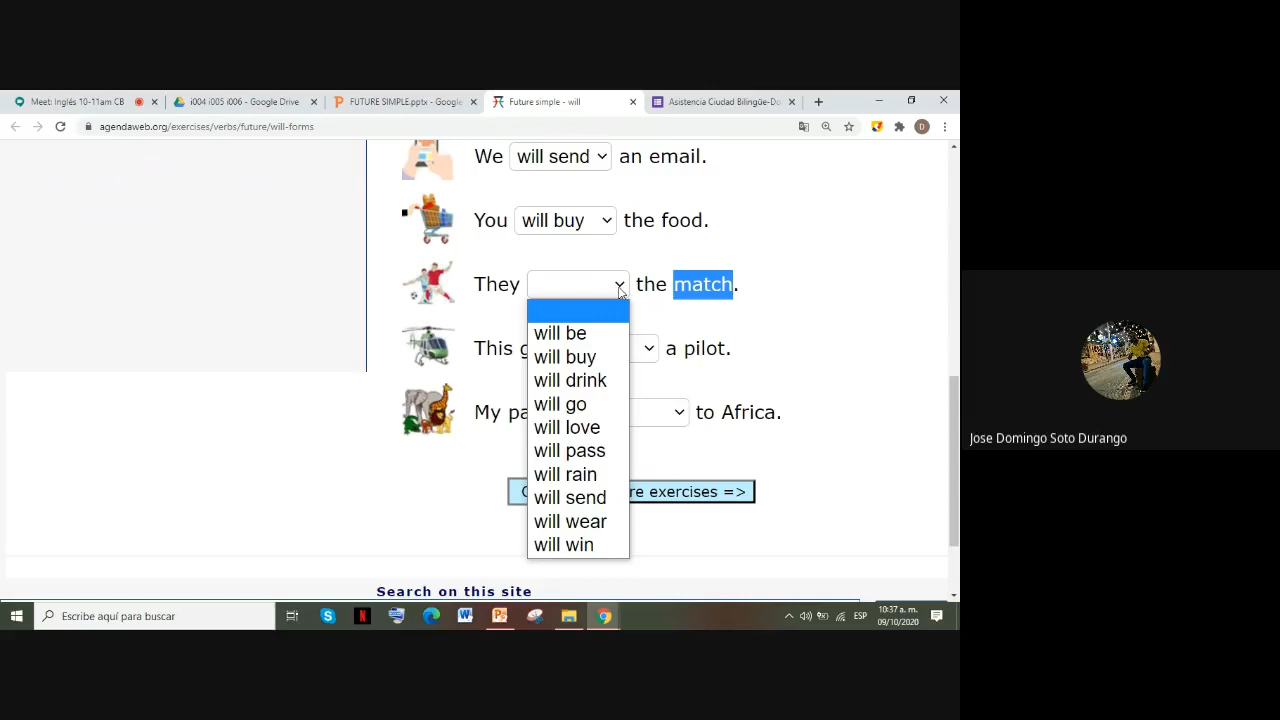 Meet: Inglés 10-11am CB
i004 i005 i006 - Google Drive
FUTURE SIMPLE.pptx - Google
Future simple - will
Asistencia Ciudad Bilingüe-Do
agendaweb.org/exercises/verbs/future/will-forms
D
We will send an email.
You will buy the food.
They the match.
will be
will buy
will drink
will go
will love
will pass
will rain
will send
will wear
will win
This g a pilot.
My pa to Africa.
re exercises =>
Search on this site
Escribe aquí para buscar
ESP
10:37 a. m.
09/10/2020
Jose Domingo Soto Durango